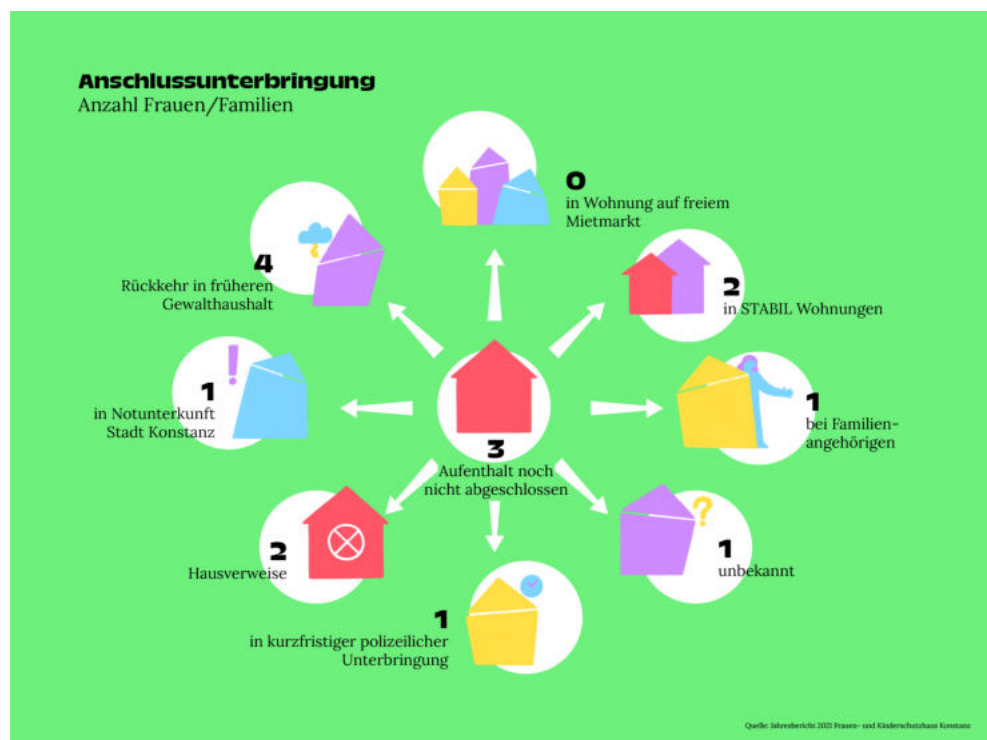 Anschlussunterbringung
Anzahl Frauen/Familien
0
in Wohnung auf freiem
Mietmarkt
2
in STABIL Wohnungen
1
bei Familien-
angehörigen
1
unbekannt
1
in kurzfristiger polizeilicher
Unterbringung
2
Hausverweise
1
in Notunterkunft
Stadt Konstanz
4
Rückkehr in früheren
Gewalthaushalt
3
Aufenthalt noch
nicht abgeschlossen
Quelle: Jahresbericht 2021 Frauen- und Kinderschutzhaus Konstanz